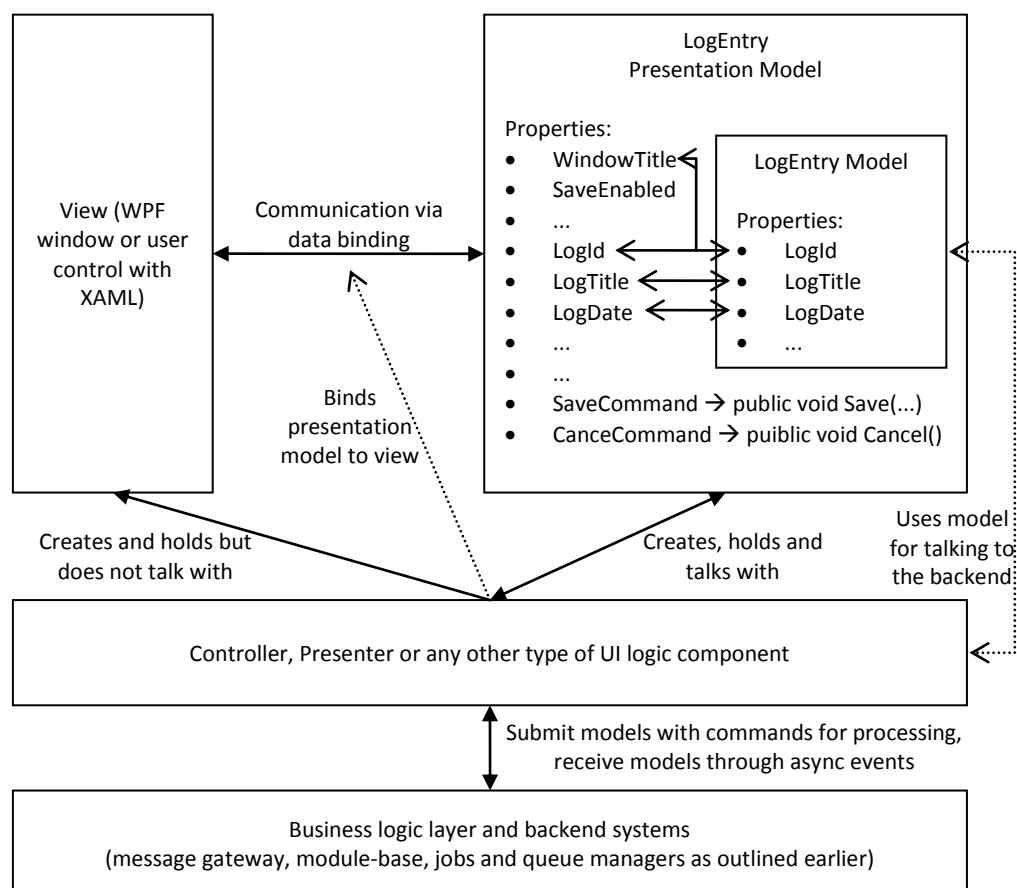 LogEntry
Presentation Model
Properties:
• WindowTitle
• SaveEnabled
• ...
• LogId
• LogTitle
• LogDate
• ...
• ...
• SaveCommand → public void Save(...)
• CanceCommand → puiblic void Cancel()
LogEntry Model
Properties:
• LogId
• LogTitle
• LogDate
• ...
View (WPF
window or user
control with
XAML)
Communication via
data binding
Binds
presentation
model to view
Creates and holds but
does not talk with
Creates, holds and
talks with
Uses model
for talking to
the backend
Controller, Presenter or any other type of UI logic component
Submit models with commands for processing,
receive models through async events
Business logic layer and backend systems
(message gateway, module-base, jobs and queue managers as outlined earlier)